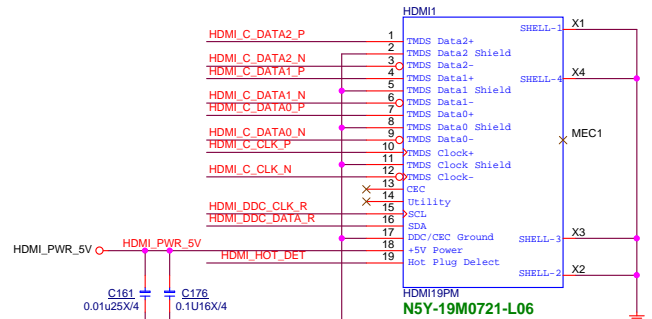 HDMI1
HDMI_C_DATA2_P 1 TMDS Data2+ SHELL-1 X1
2 TMDS Data2 Shield
HDMI_C_DATA2_N 3 TMDS Data2-
HDMI_C_DATA1_P 4 TMDS Data1+ SHELL-4 X4
5 TMDS Data1 Shield
HDMI_C_DATA1_N 6 TMDS Data1-
HDMI_C_DATA0_P 7 TMDS Data0+
8 TMDS Data0 Shield
HDMI_C_DATA0_N 9 TMDS Data0- MEC1
HDMI_C_CLK_P 10 TMDS Clock+
11 TMDS Clock Shield
HDMI_C_CLK_N 12 TMDS Clock-
13 CEC
14 Utility
HDMI_DDC_CLK_R 15 SCL
HDMI_DDC_DATA_R 16 SDA
17 DDC/CEC Ground SHELL-3 X3
HDMI_PWR_5V HDMI_PWR_5V 18 +5V Power
HDMI_HOT_DET 19 Hot Plug Delect SHELL-2 X2
HDMI19PM
N5Y-19M0721-L06
C161 C176
0.01u25X/4 0.1U16X/4